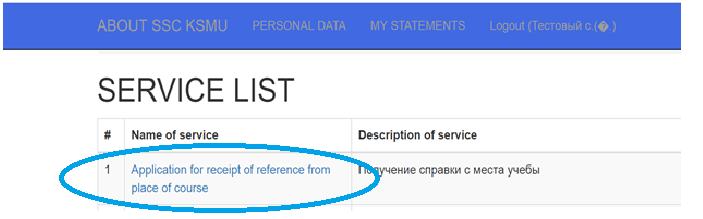 ABOUT SSC KSMU PERSONAL DATA MY STATEMENTS Logout (Тестовый с.(� )
SERVICE LIST
# Name of service Description of service
1 Application for receipt of reference from Получение справки с места учебы
place of course